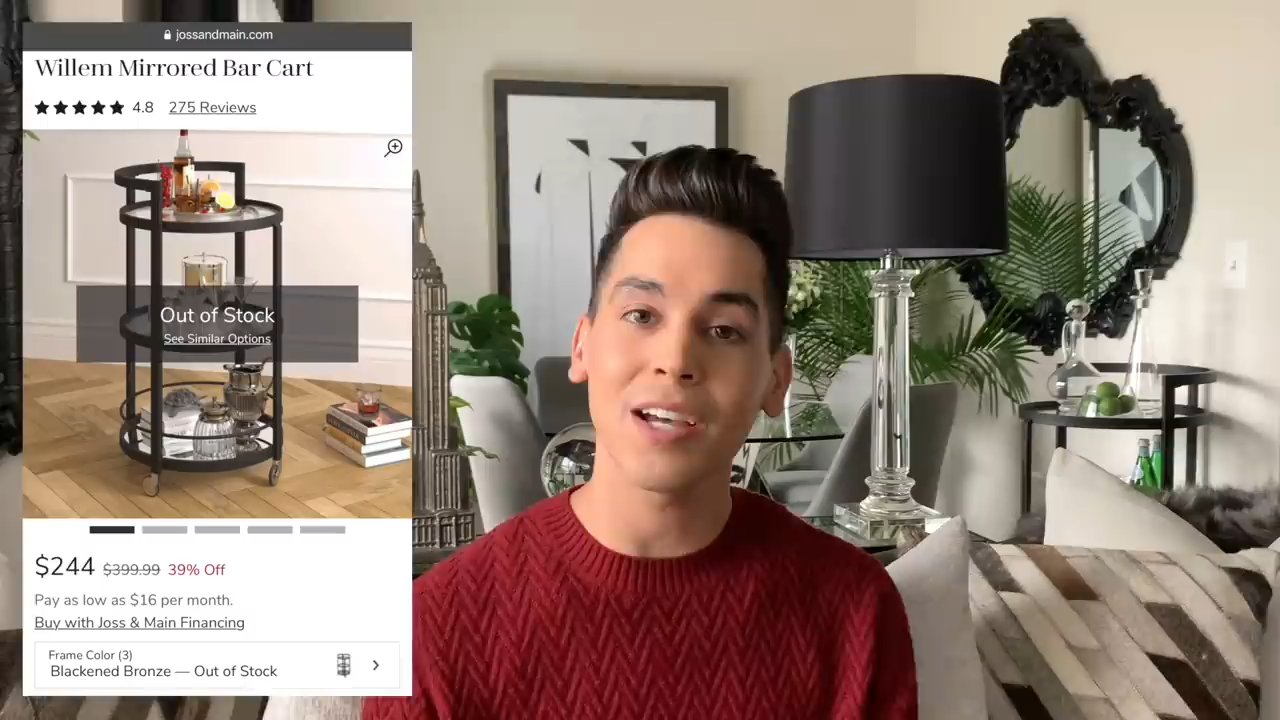 jossandmain.com
Willem Mirrored Bar Cart
4.8 275 Reviews
Out of Stock
See Similar Options
$244 $399.99 39% Off
Pay as low as $16 per month.
Buy with Joss & Main Financing
Frame Color (3)
Blackened Bronze — Out of Stock